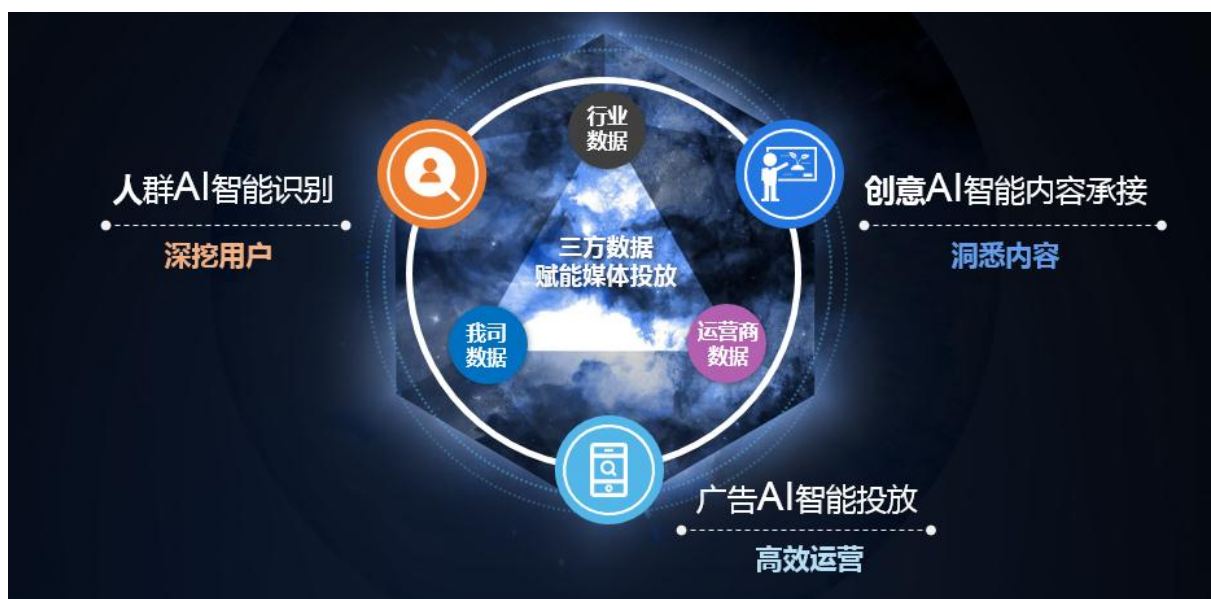 行业
数据
人群AI智能识别
深挖用户
创意AI智能内容承接
洞悉内容
三方数据
赋能媒体投放
我司
数据
运营商
数据
广告AI智能投放
高效运营